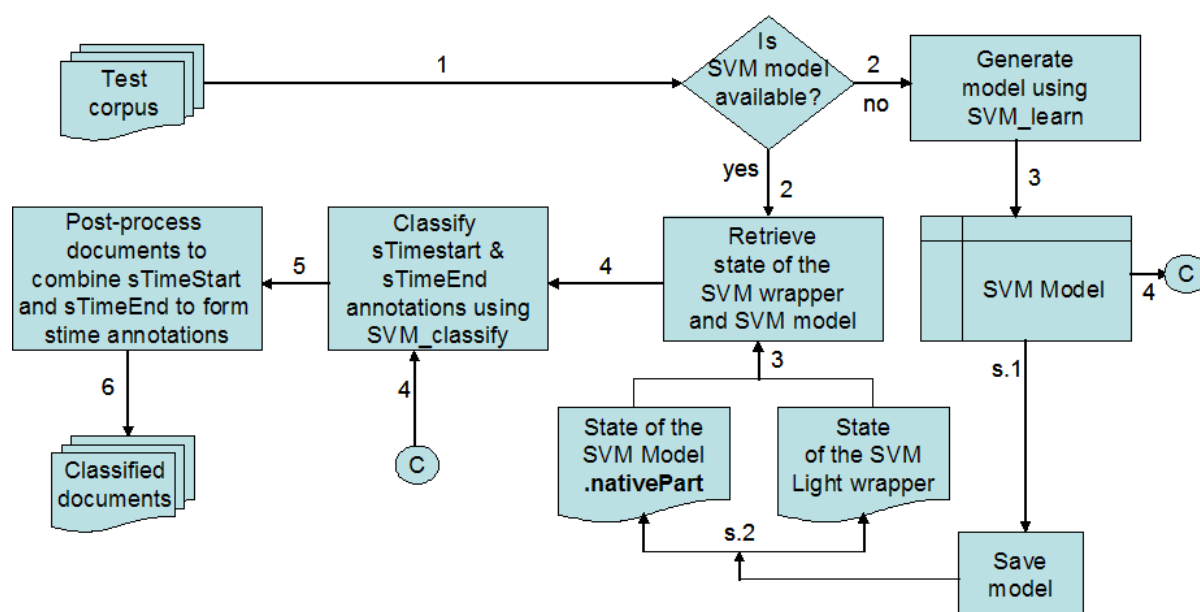 Test
corpus
1
Is
SVM model
available?
2
no
Generate
model using
SVM_learn
yes
2
3
Post-process
documents to
combine sTimeStart
and sTimeEnd to form
stime annotations
5
Classify
sTimestart &
sTimeEnd
annotations using
SVM_classify
4
Retrieve
state of the
SVM wrapper
and SVM model
SVM Model
4
C
6
4
3
s.1
Classified
documents
C
State of the
SVM Model
.nativePart
State
of the SVM
Light wrapper
s.2
Save
model